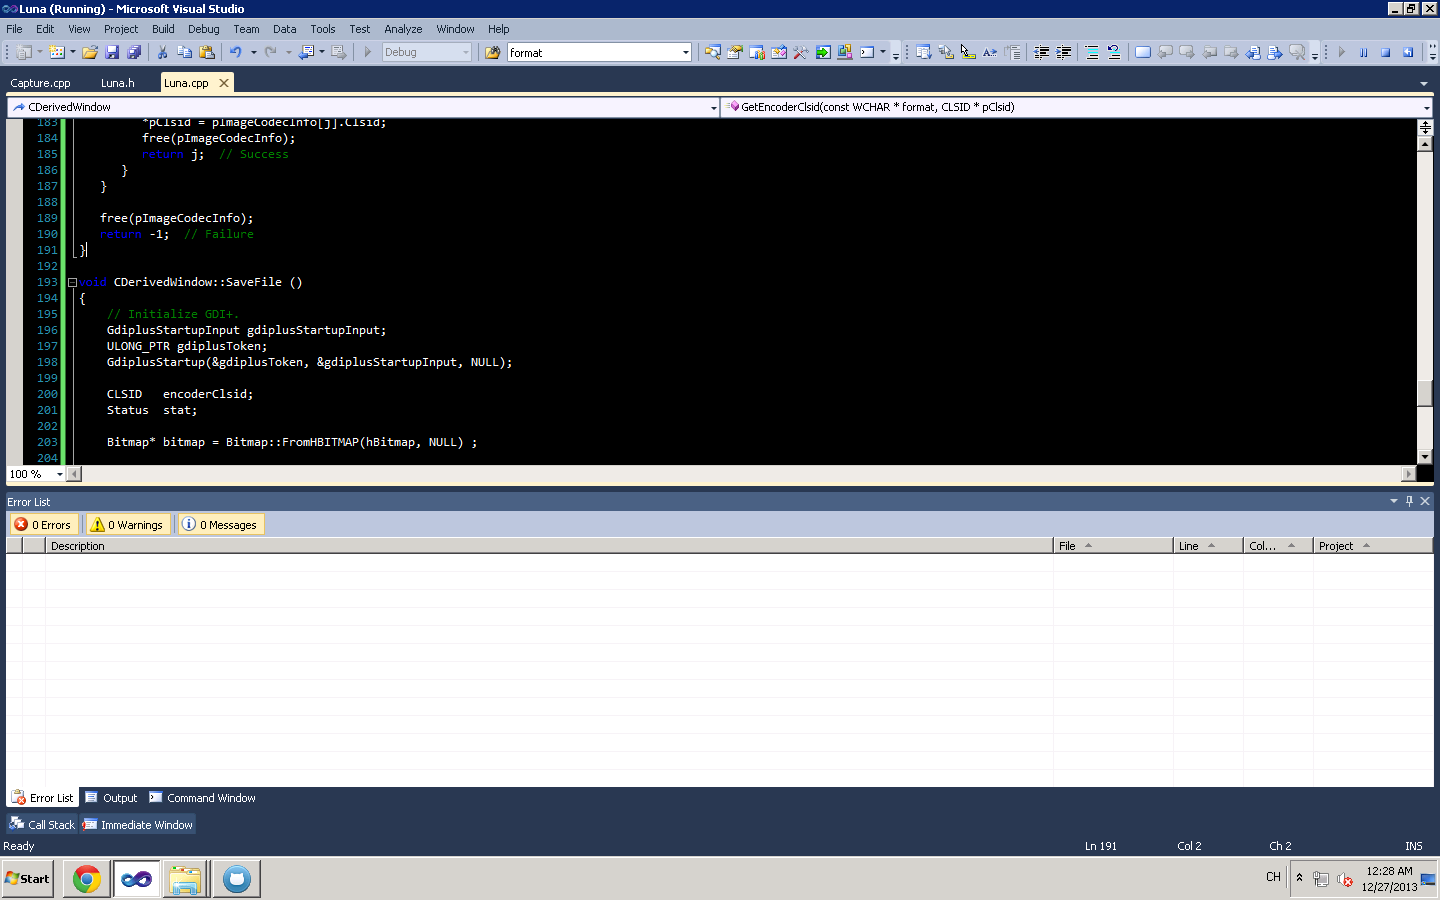 Luna (Running) - Microsoft Visual Studio
File Edit View Project Build Debug Team Data Tools Test Analyze Window Help
Debug format
Capture.cpp Luna.h Luna.cpp
CDerivedWindow GetEncoderClsid(const WCHAR * format, CLSID * pClsid)
183 *pClsid = pImageCodecInfo[j].Clsid;
184 free(pImageCodecInfo);
185 return j;  // Success
186 }
187 }
188
189 free(pImageCodecInfo);
190 return -1;  // Failure
191 }
192
193 void CDerivedWindow::SaveFile ()
194 {
195 // Initialize GDI+.
196 GdiplusStartupInput gdiplusStartupInput;
197 ULONG_PTR gdiplusToken;
198 GdiplusStartup(&gdiplusToken, &gdiplusStartupInput, NULL);
199
200 CLSID   encoderClsid;
201 Status  stat;
202
203 Bitmap* bitmap = Bitmap::FromHBITMAP(hBitmap, NULL) ;
204
100 %
Error List
0 Errors 0 Warnings 0 Messages
Description File Line Col... Project
Error List Output Command Window
Call Stack Immediate Window
Ready Ln 191 Col 2 Ch 2 INS
Start CH 12:28 AM
12/27/2013